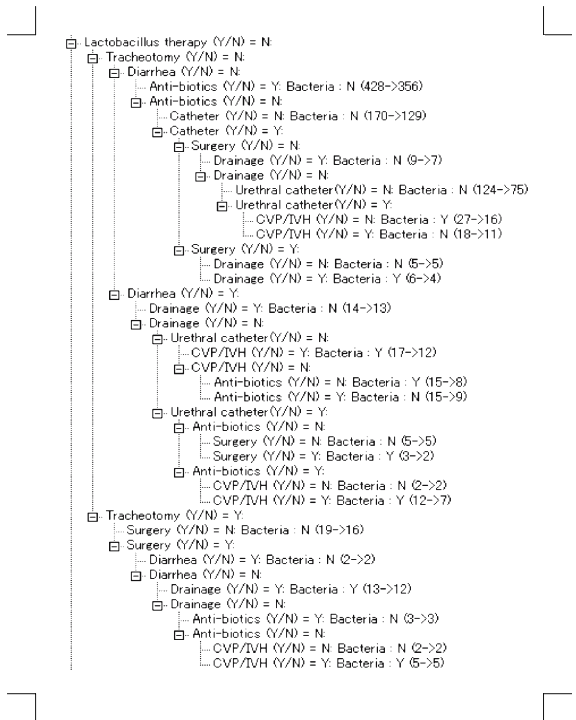 Lactobacillus therapy (Y/N) = N:
Tracheotomy (Y/N) = N:
Diarrhea (Y/N) = N:
Anti-biotics (Y/N) = Y: Bacteria : N (428->356)
Anti-biotics (Y/N) = N:
Catheter (Y/N) = N: Bacteria : N (170->129)
Catheter (Y/N) = Y:
Surgery (Y/N) = N:
Drainage (Y/N) = Y: Bacteria : N (9->7)
Drainage (Y/N) = N:
Urethral catheter(Y/N) = N: Bacteria : N (124->75)
Urethral catheter(Y/N) = Y:
CVP/IVH (Y/N) = N: Bacteria : Y (27->16)
CVP/IVH (Y/N) = Y: Bacteria : N (18->11)
Surgery (Y/N) = Y:
Drainage (Y/N) = N: Bacteria : N (5->5)
Drainage (Y/N) = Y: Bacteria : Y (6->4)
Diarrhea (Y/N) = Y:
Drainage (Y/N) = Y: Bacteria : N (14->13)
Drainage (Y/N) = N:
Urethral catheter(Y/N) = N:
CVP/IVH (Y/N) = Y: Bacteria : Y (17->12)
CVP/IVH (Y/N) = N:
Anti-biotics (Y/N) = N: Bacteria : Y (15->8)
Anti-biotics (Y/N) = Y: Bacteria : N (15->9)
Urethral catheter(Y/N) = Y:
Anti-biotics (Y/N) = N:
Surgery (Y/N) = N: Bacteria : N (5->5)
Surgery (Y/N) = Y: Bacteria : Y (3->2)
Anti-biotics (Y/N) = Y:
CVP/IVH (Y/N) = N: Bacteria : N (2->2)
CVP/IVH (Y/N) = Y: Bacteria : Y (12->7)
Tracheotomy (Y/N) = Y:
Surgery (Y/N) = N: Bacteria : N (19->16)
Surgery (Y/N) = Y:
Diarrhea (Y/N) = Y: Bacteria : N (2->2)
Diarrhea (Y/N) = N:
Drainage (Y/N) = Y: Bacteria : Y (13->12)
Drainage (Y/N) = N:
Anti-biotics (Y/N) = Y: Bacteria : N (3->3)
Anti-biotics (Y/N) = N:
CVP/IVH (Y/N) = N: Bacteria : N (2->2)
CVP/IVH (Y/N) = Y: Bacteria : Y (5->5)